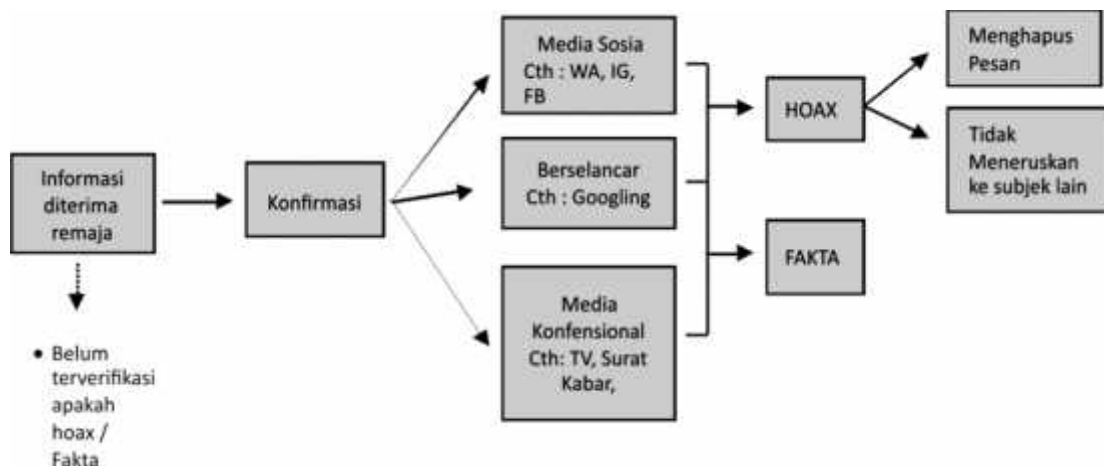 Informasi
diterima
remaja
• Belum
terverifikasi
apakah
hoax /
Fakta
Konfirmasi
Media Sosia
Cth : WA, IG,
FB
Berselancar
Cth : Googling
Media
Konfensional
Cth: TV, Surat
Kabar,
HOAX
FAKTA
Menghapus
Pesan
Tidak
Meneruskan
ke subjek lain